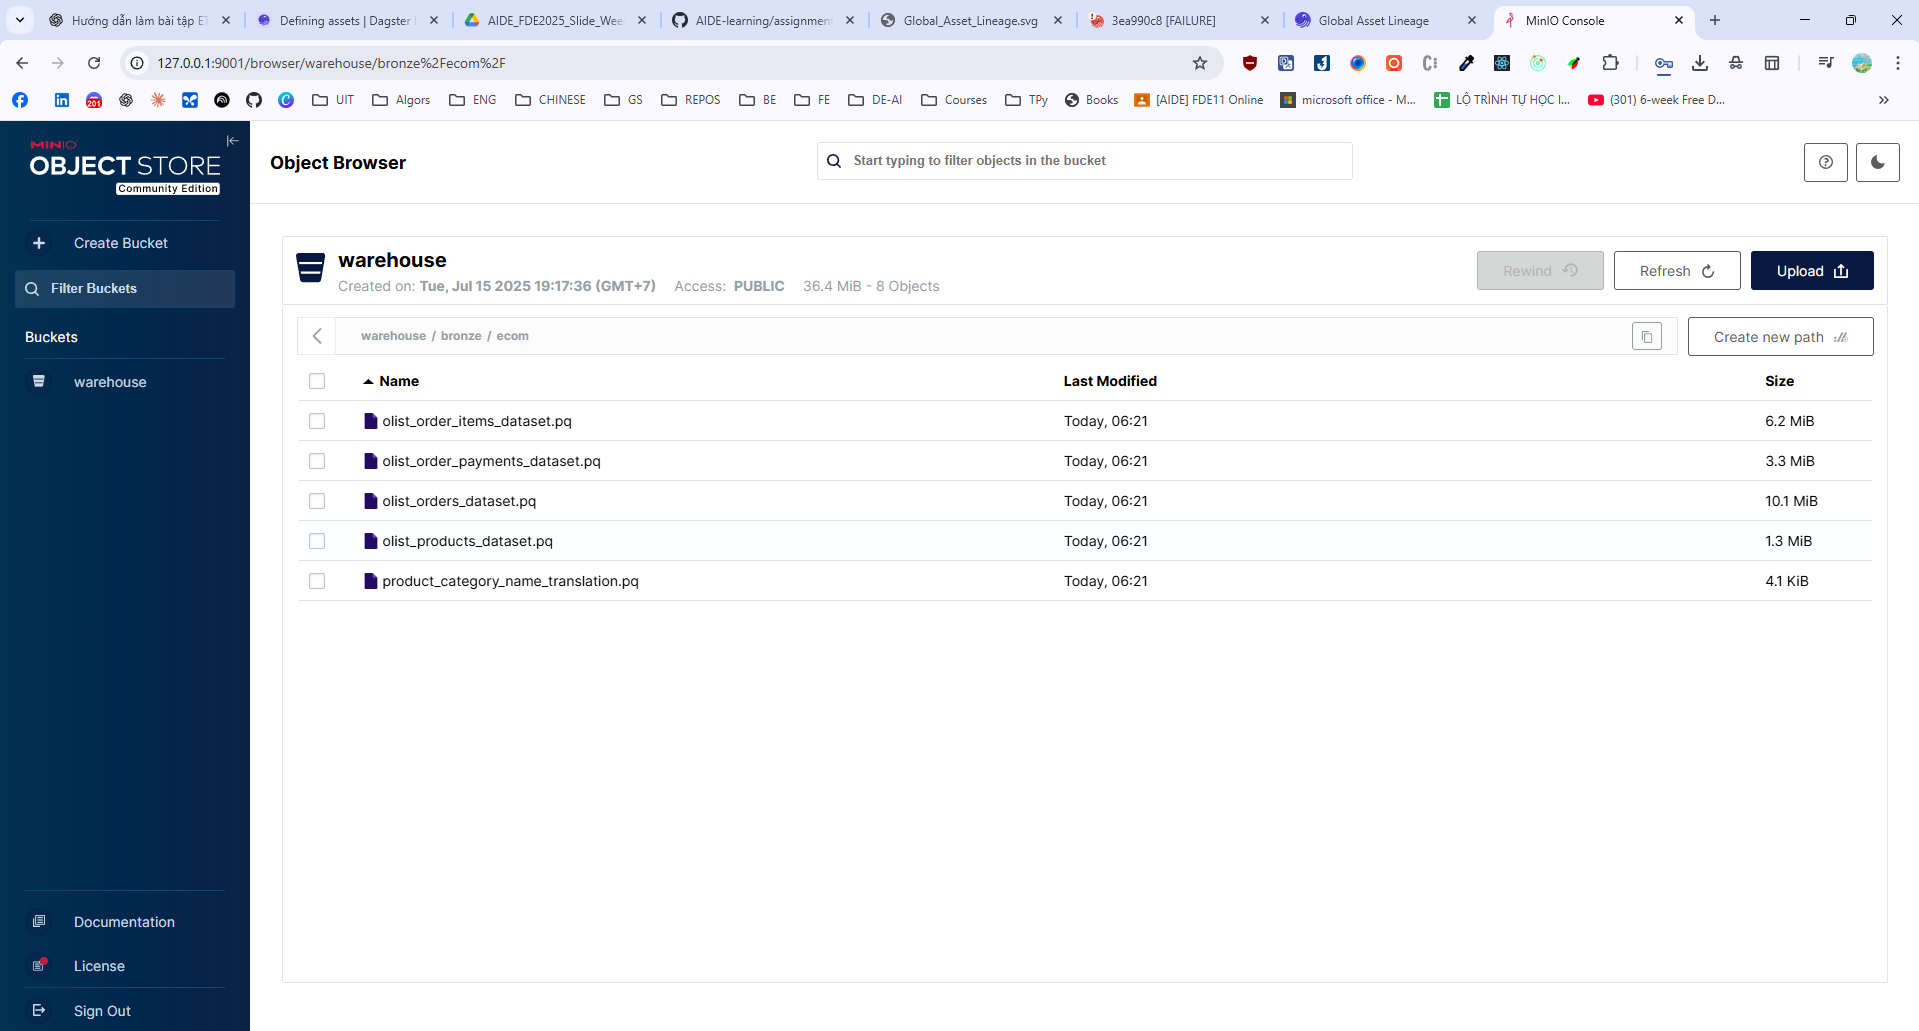 Hướng dẫn làm bài tập ET
Defining assets | Dagster
AIDE_FDE2025_Slide_Wee
AIDE-learning/assignment
Global_Asset_Lineage.svg
3ea990c8 [FAILURE]
Global Asset Lineage
MinIO Console
127.0.0.1:9001/browser/warehouse/bronze%2Fecom%2F
201
UIT
Algors
ENG
CHINESE
GS
REPOS
BE
FE
DE-AI
Courses
TPy
Books
[AIDE] FDE11 Online
microsoft office - M...
LỘ TRÌNH TỰ HỌC I...
(301) 6-week Free D...
MINIO
OBJECT STORE
Community Edition
Object Browser
Start typing to filter objects in the bucket
Create Bucket
Filter Buckets
Buckets
warehouse
warehouse
Created on: Tue, Jul 15 2025 19:17:36 (GMT+7) Access: PUBLIC 36.4 MiB - 8 Objects
Rewind
Refresh
Upload
warehouse / bronze / ecom
Create new path
Name Last Modified Size
olist_order_items_dataset.pq Today, 06:21 6.2 MiB
olist_order_payments_dataset.pq Today, 06:21 3.3 MiB
olist_orders_dataset.pq Today, 06:21 10.1 MiB
olist_products_dataset.pq Today, 06:21 1.3 MiB
product_category_name_translation.pq Today, 06:21 4.1 KiB
Documentation
License
Sign Out